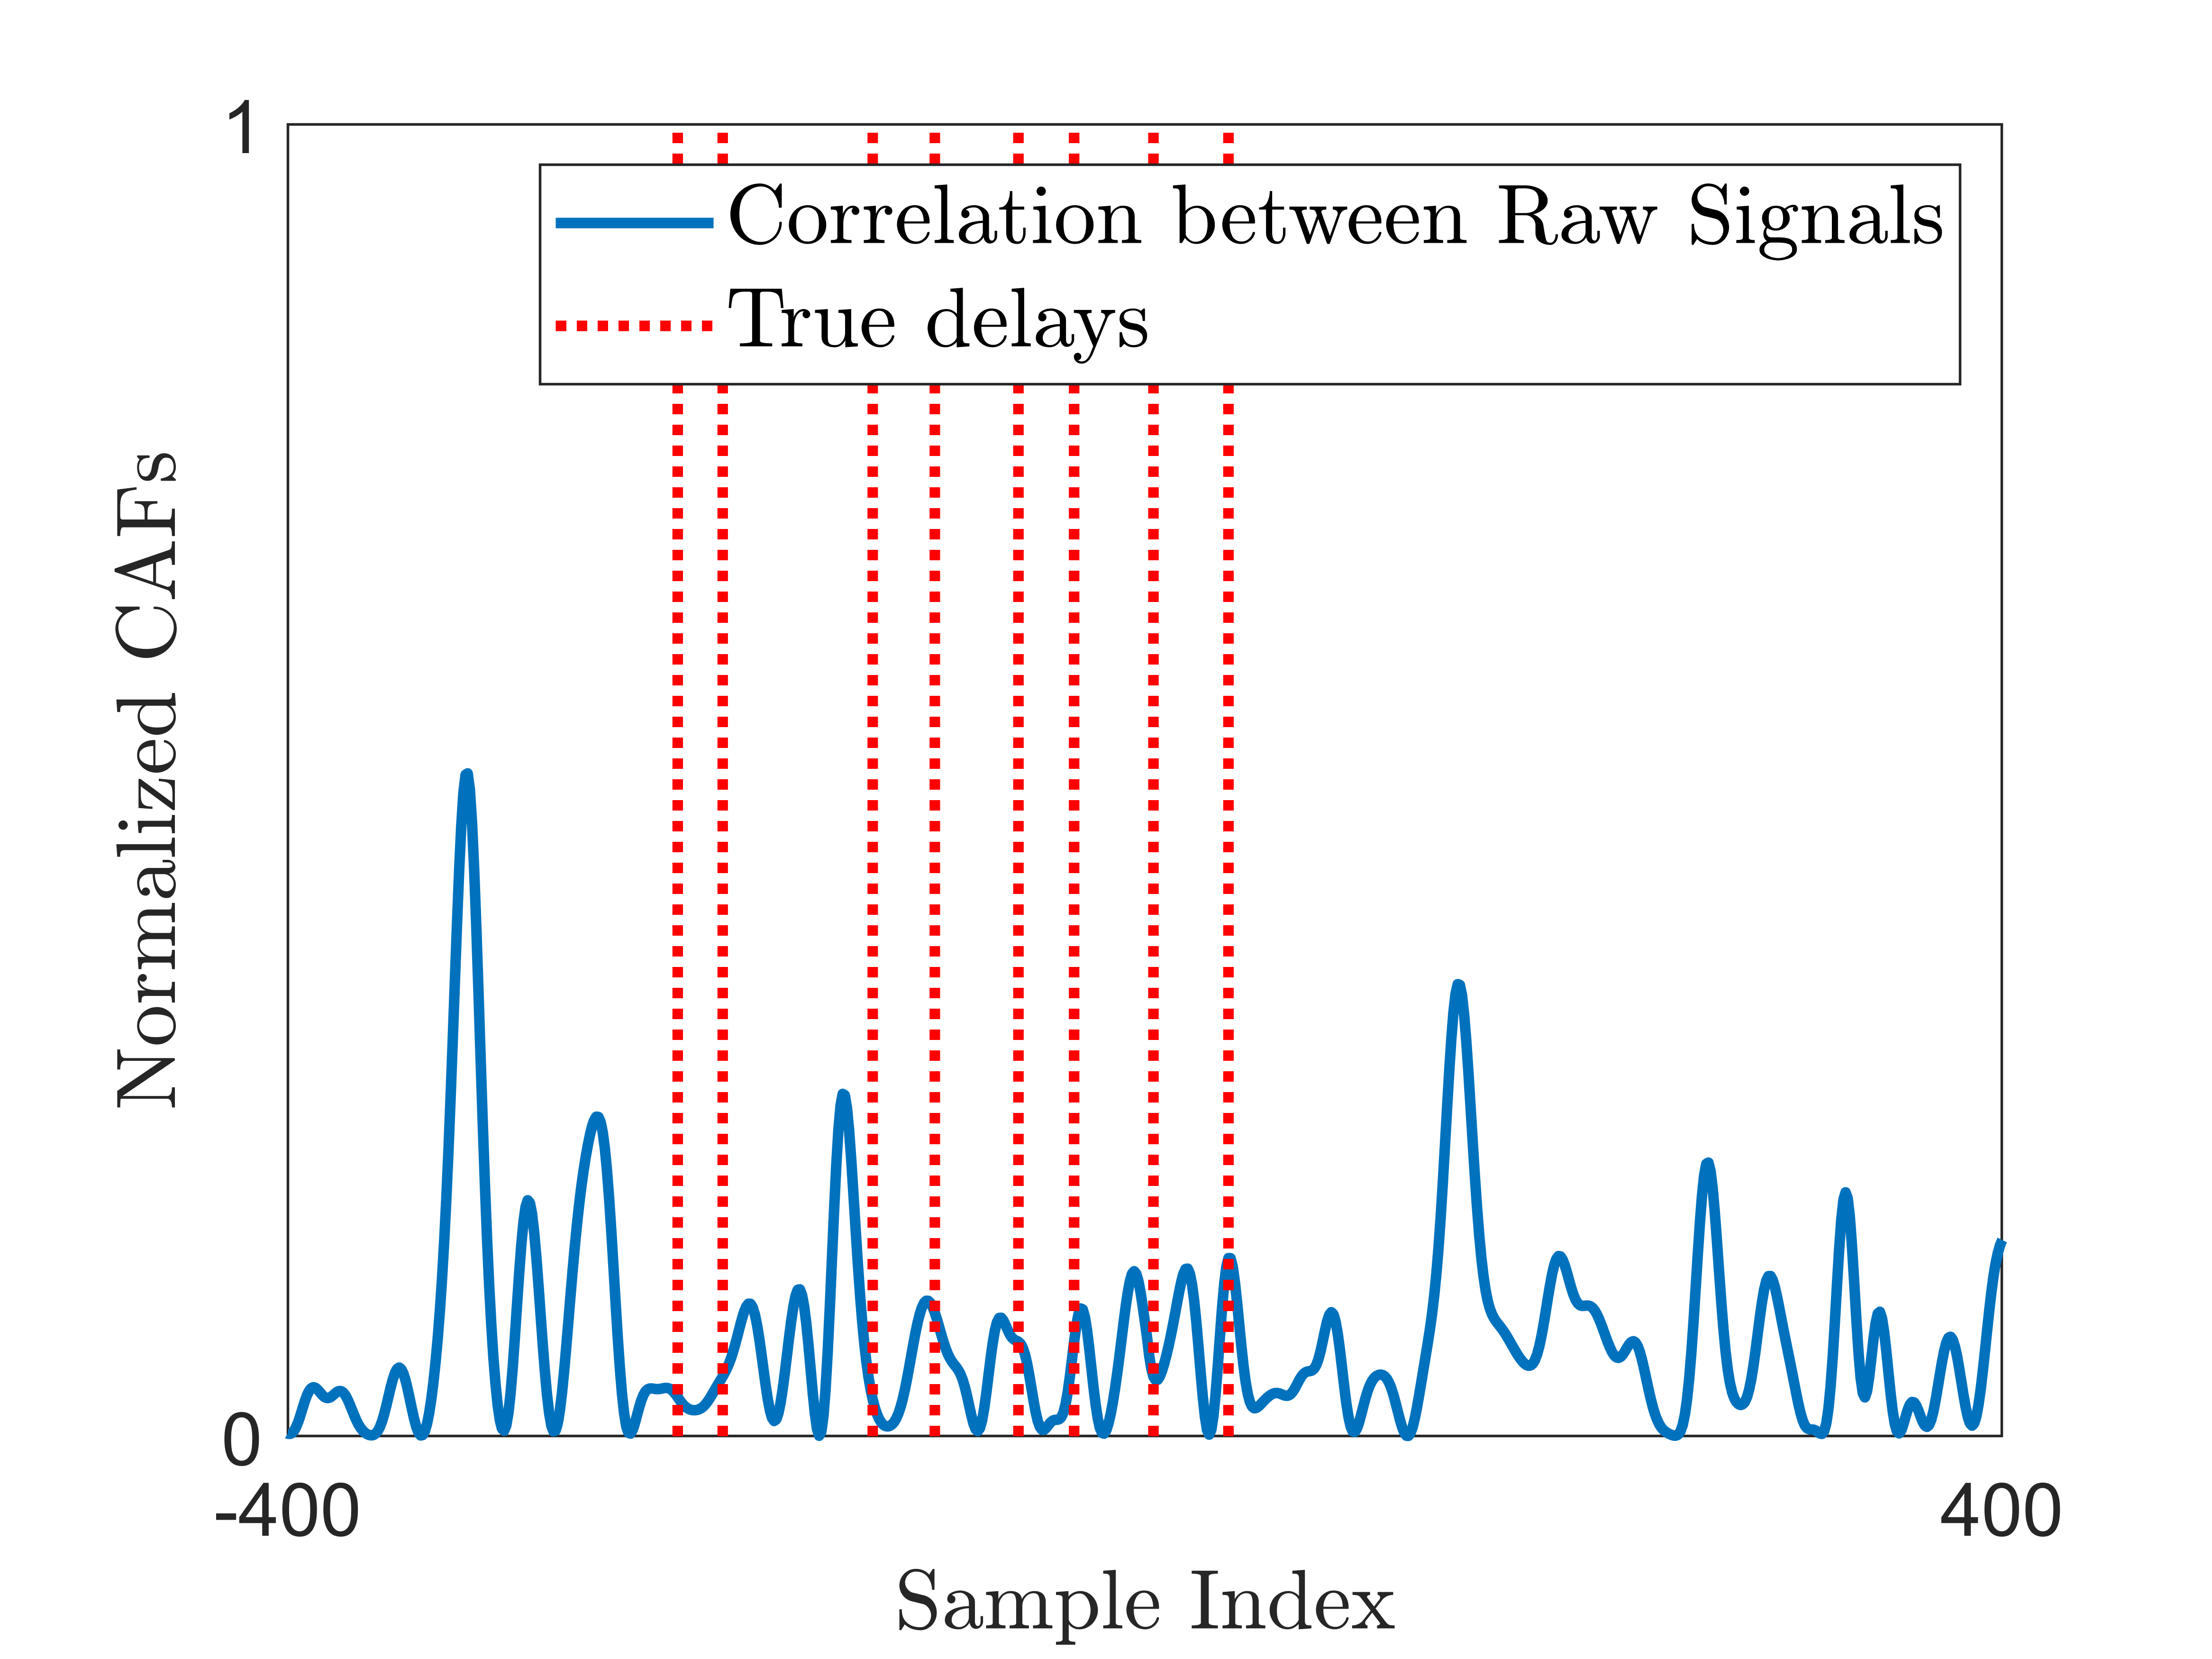 1
Correlation between Raw Signals
True delays
Normalized CAFs
0
-400
400
Sample Index